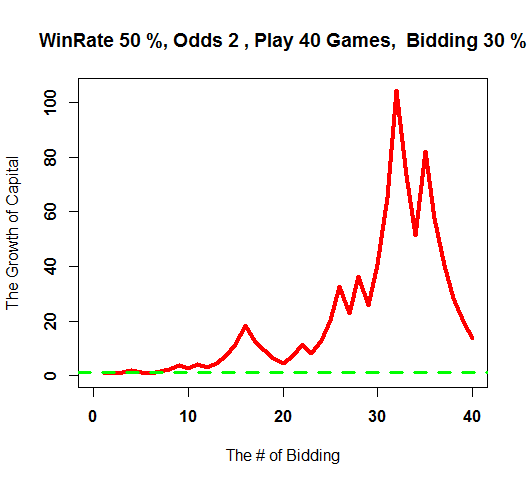 WinRate 50 %, Odds 2 , Play 40 Games,  Bidding 30 %
The Growth of Capital
100
80
60
40
20
0
0 10 20 30 40
The # of Bidding